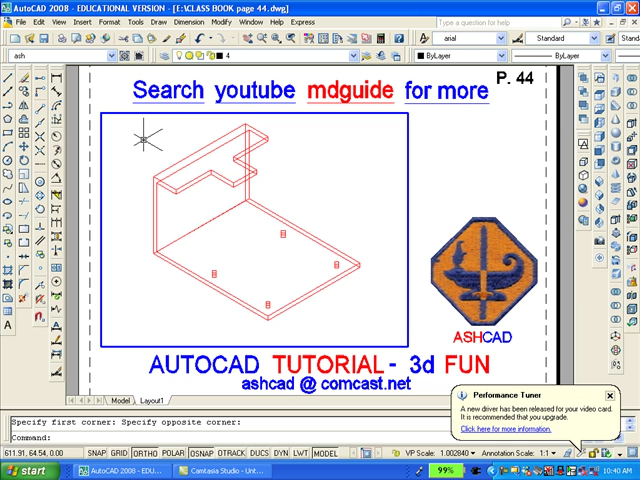 AutoCAD 2008 - EDUCATIONAL VERSION - [E:\CLASS BOOK page 44.dwg]
File Edit View Insert Format Tools Draw Dimension Modify Window Help Express
arial Standard Standa
ash 4 ByLayer ByLayer
P. 44
Search youtube mdguide for more
ASHCAD
AUTOCAD TUTORIAL - 3d FUN
ashcad @ comcast.net
Model Layout1
Performance Tuner
A new driver has been released for your video card.
It is recommended that you upgrade.
Click here for more information.
Specify first corner: Specify opposite corner:
Command:
611.91, 64.54, 0.00 SNAP GRID ORTHO POLAR OSNAP OTRACK DUCS DYN LWT MODEL VP Scale: 1.002840 Annotation Scale: 1:1
start AutoCAD 2008 - EDU... Camtasia Studio - Unt... 99% 10:40 AM